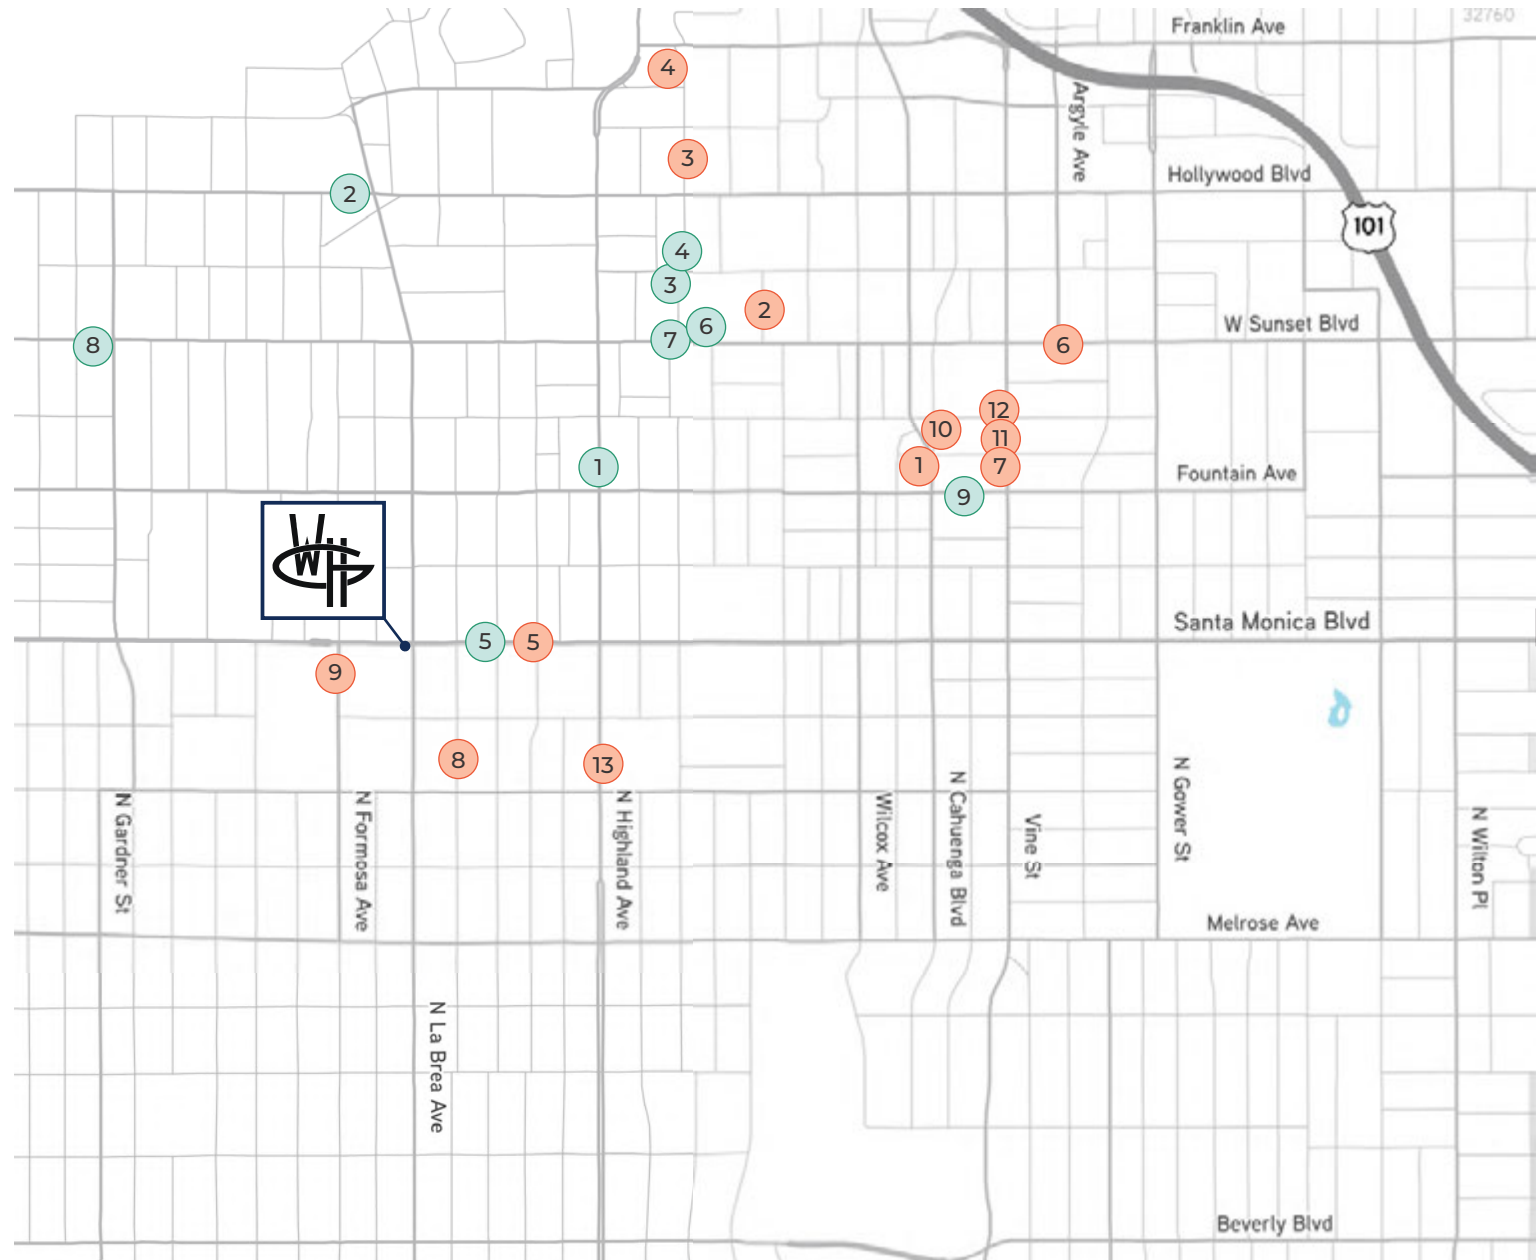 32760
Franklin Ave
4
Argyle Ave
3
Hollywood Blvd
2
101
4
3
2
6
W Sunset Blvd
7
8
6
12
10
11
1
1
7
Fountain Ave
9
WGH
Santa Monica Blvd
5
5
9
8
13
N Gardner St
N Formosa Ave
N Highland Ave
Wilcox Ave
N Cahuenga Blvd
Vine St
N Gower St
N Wilton Pl
Melrose Ave
N La Brea Ave
Beverly Blvd